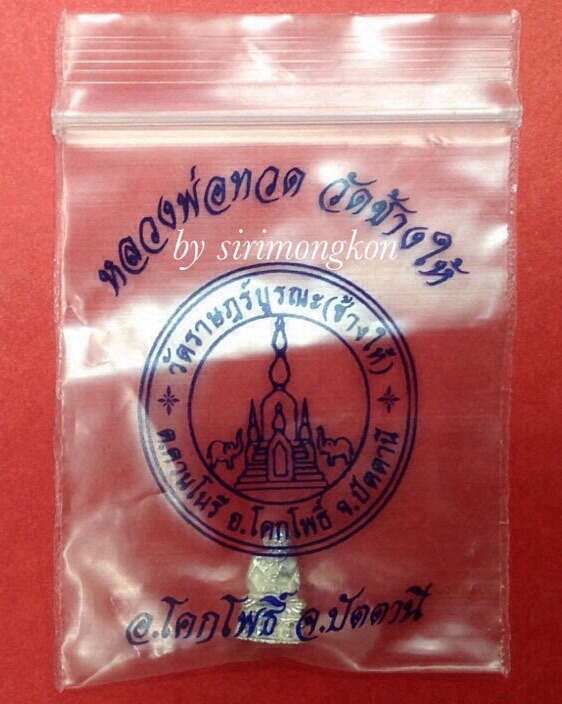 หลวงพ่อทวด วัดช้างให้
by sirimongkon
วัดราษฎร์บูรณะ(ช้างให้)
ต.ควนโนรี อ.โคกโพธิ์ จ.ปัตตานี
อ.โคกโพธิ์ จ.ปัตตานี